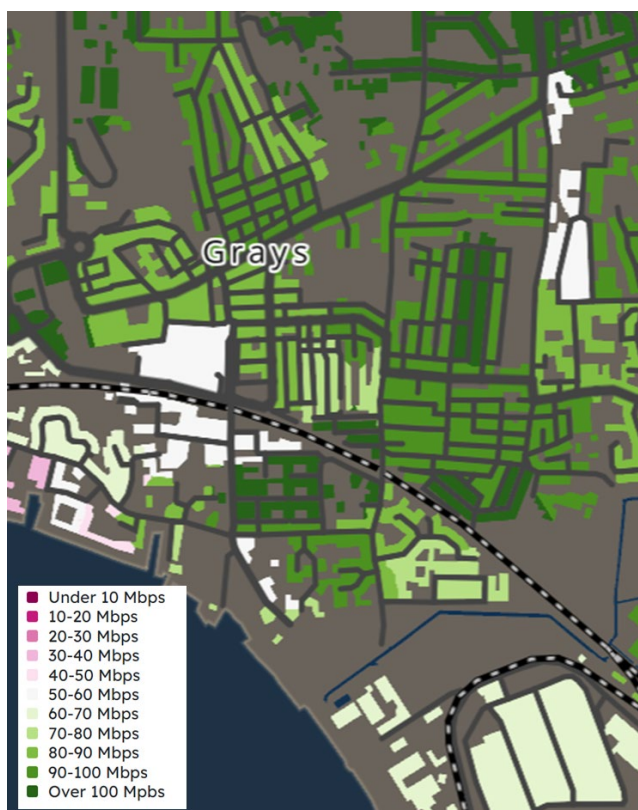 Grays
Under 10 Mbps
10-20 Mbps
20-30 Mbps
30-40 Mbps
40-50 Mbps
50-60 Mbps
60-70 Mbps
70-80 Mbps
80-90 Mbps
90-100 Mbps
Over 100 Mpbs